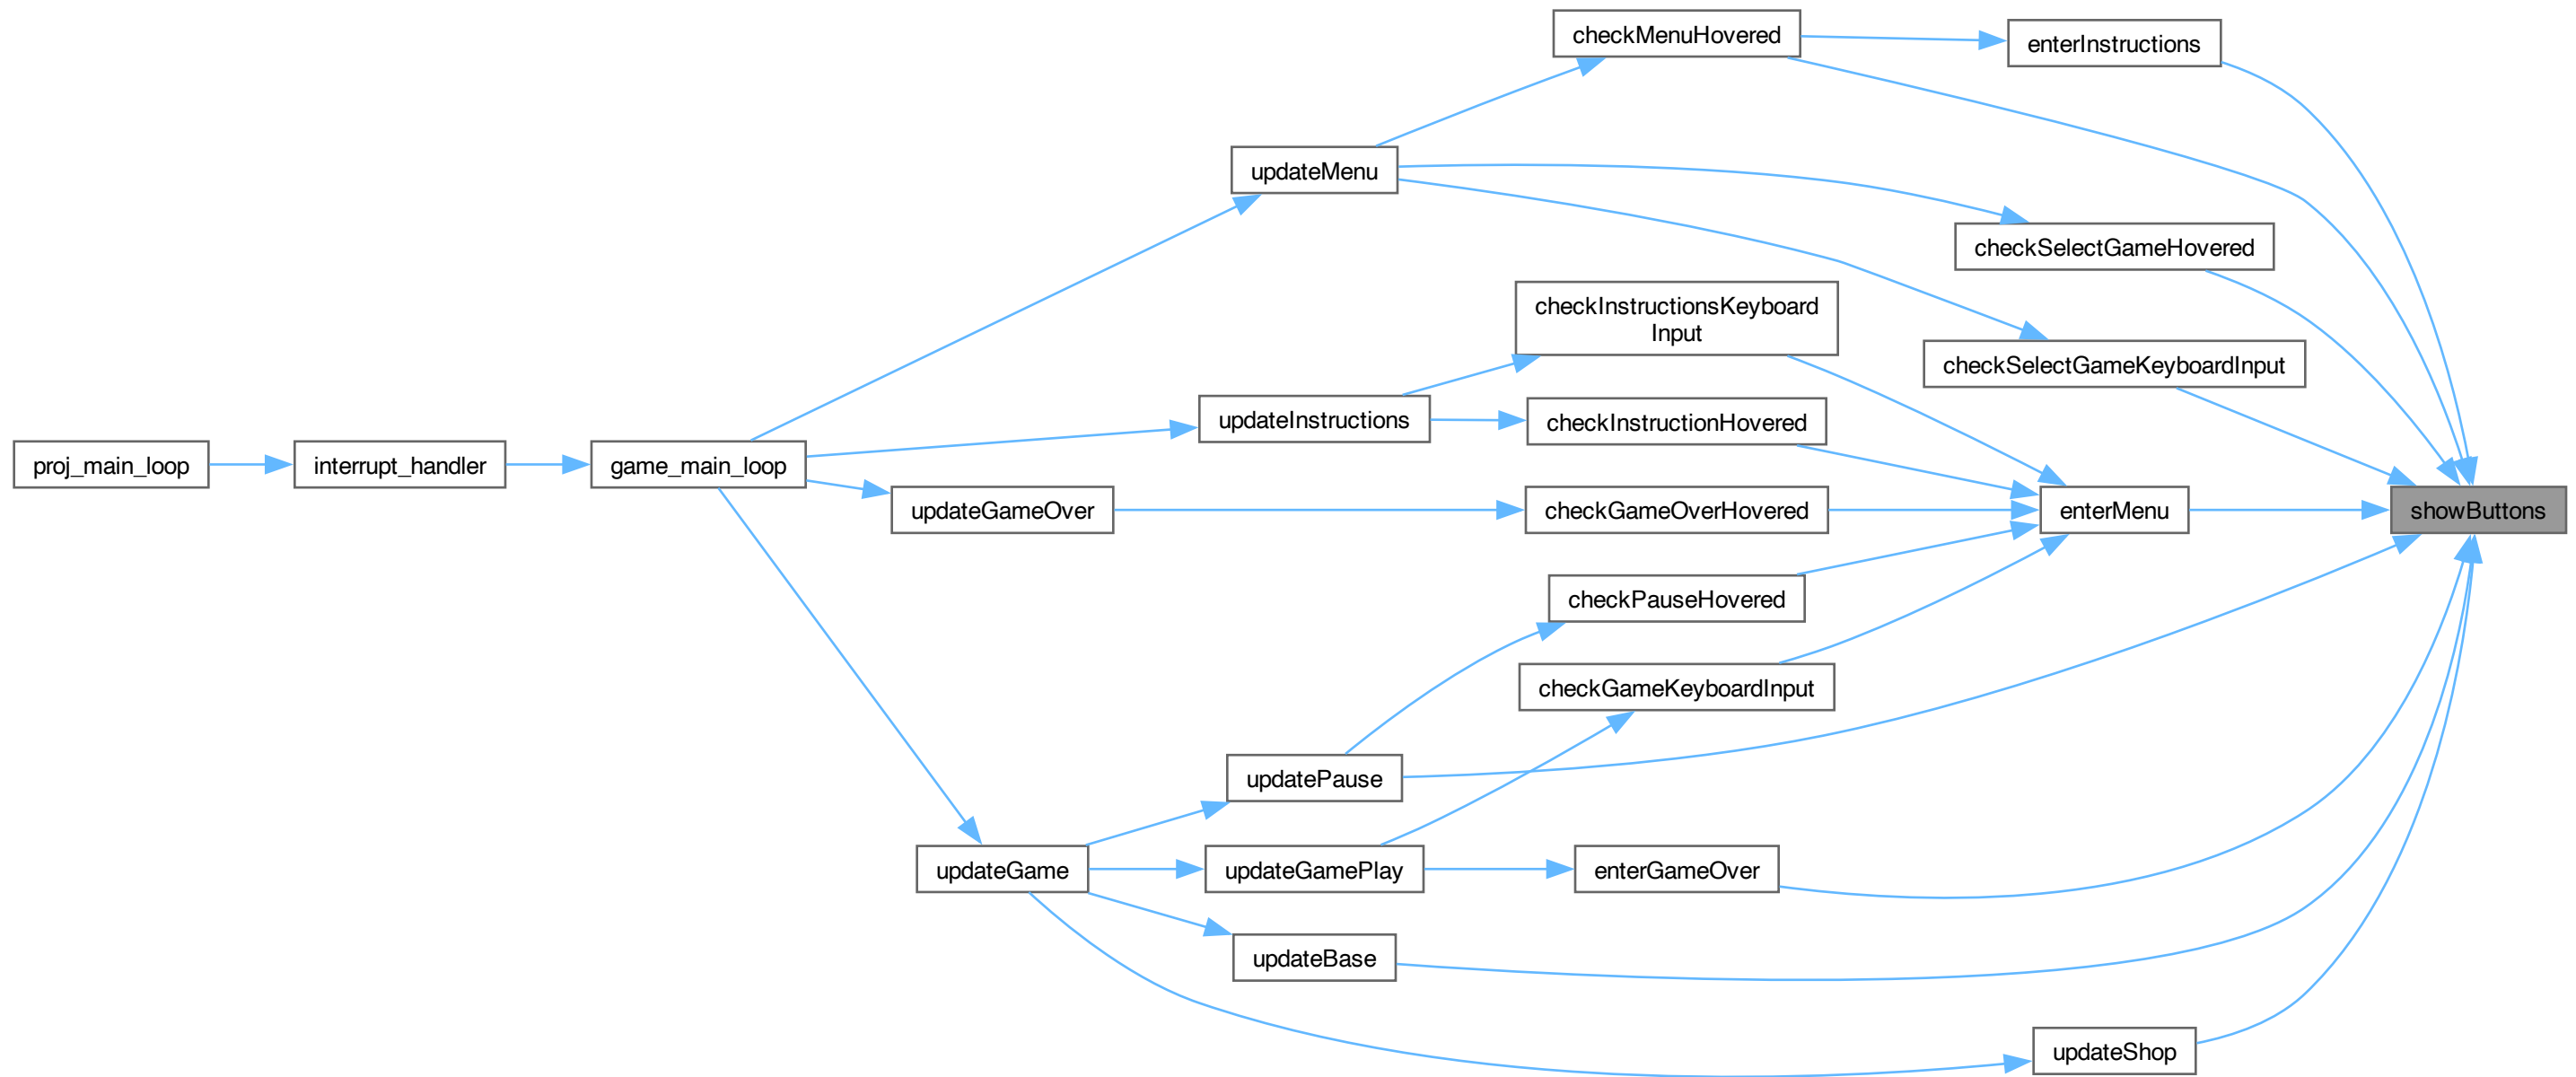 checkMenuHovered
enterInstructions
updateMenu
checkSelectGameHovered
checkInstructionsKeyboard
Input
checkSelectGameKeyboardInput
updateInstructions
checkInstructionHovered
proj_main_loop
interrupt_handler
game_main_loop
updateGameOver
checkGameOverHovered
enterMenu
showButtons
checkPauseHovered
checkGameKeyboardInput
updatePause
updateGame
updateGamePlay
enterGameOver
updateBase
updateShop